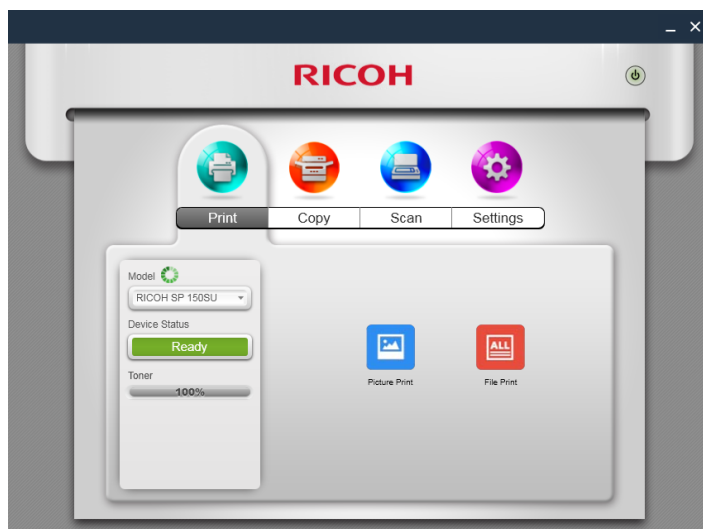 RICOH
Print Copy Scan Settings
Model
RICOH SP 150SU
Device Status
Ready
Toner
100%
ALL
Picture Print File Print